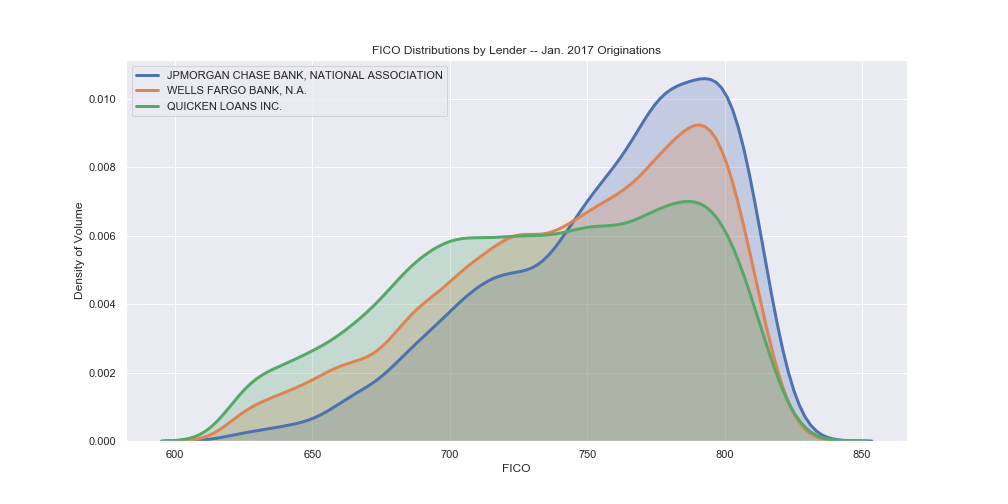 FICO Distributions by Lender -- Jan. 2017 Originations
JPMORGAN CHASE BANK, NATIONAL ASSOCIATION
WELLS FARGO BANK, N.A.
QUICKEN LOANS INC.
0.010
0.008
0.006
0.004
0.002
0.000
Density of Volume
600
650
700
750
800
850
FICO